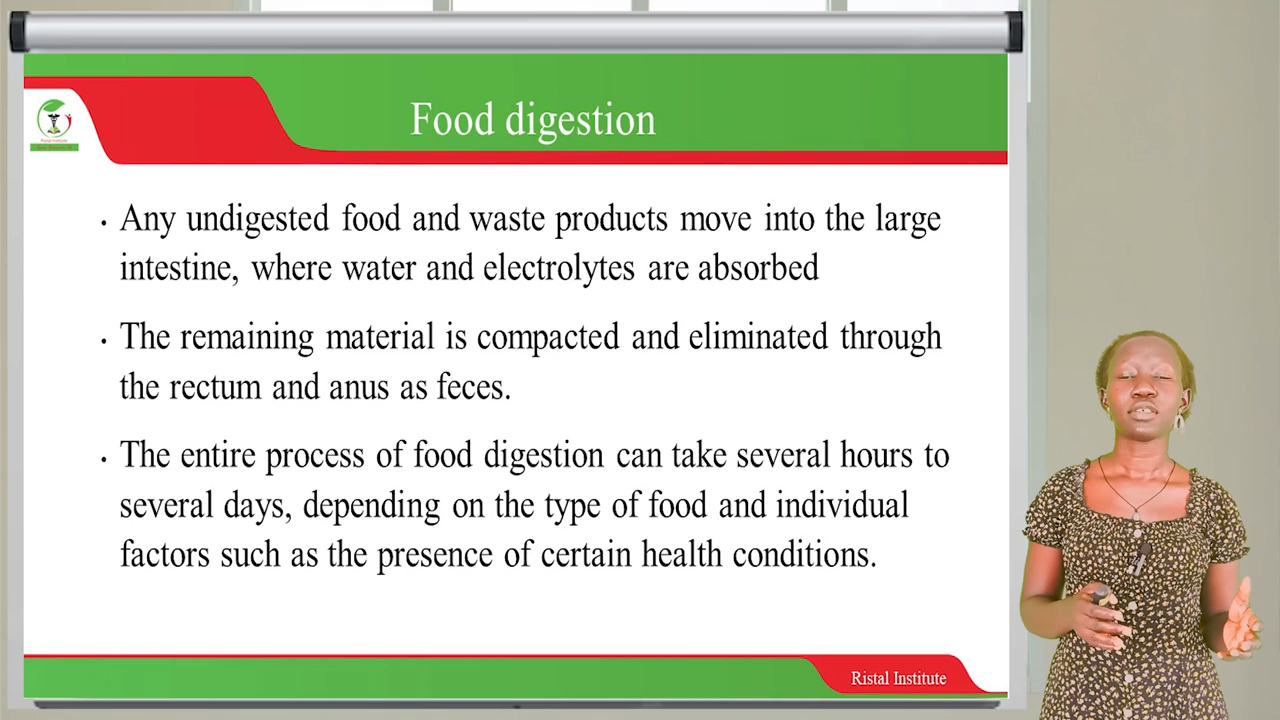 Food digestion
• Any undigested food and waste products move into the large
intestine, where water and electrolytes are absorbed
• The remaining material is compacted and eliminated through
the rectum and anus as feces.
• The entire process of food digestion can take several hours to
several days, depending on the type of food and individual
factors such as the presence of certain health conditions.
Ristal Institute